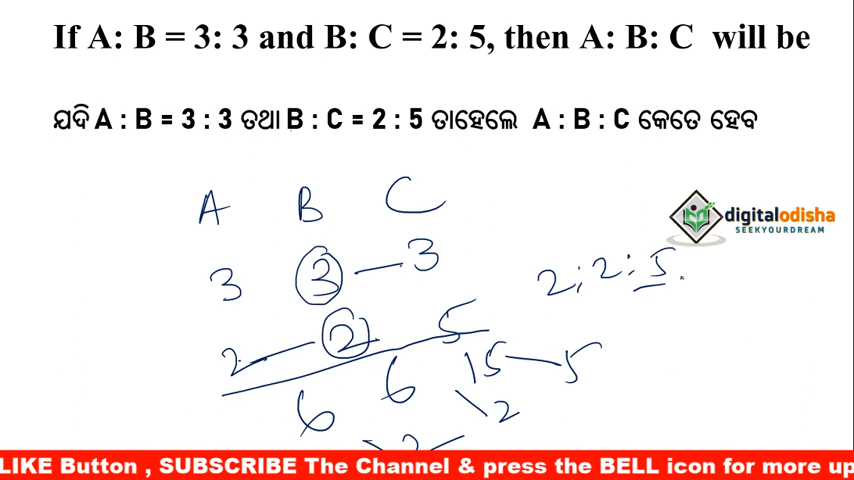 If A: B = 3: 3 and B: C = 2: 5, then A: B: C will be
ଯଦି A : B = 3 : 3 ତଥା B : C = 2 : 5 ତାହେଲେ A : B : C କେତେ ହେବ
A B C
digitalodisha
SEEKYOURDREAM
3 3 3
2 : 2 : 5
2 2 5
6 6 15 5
2
2
LIKE Button , SUBSCRIBE The Channel & press the BELL icon for more up